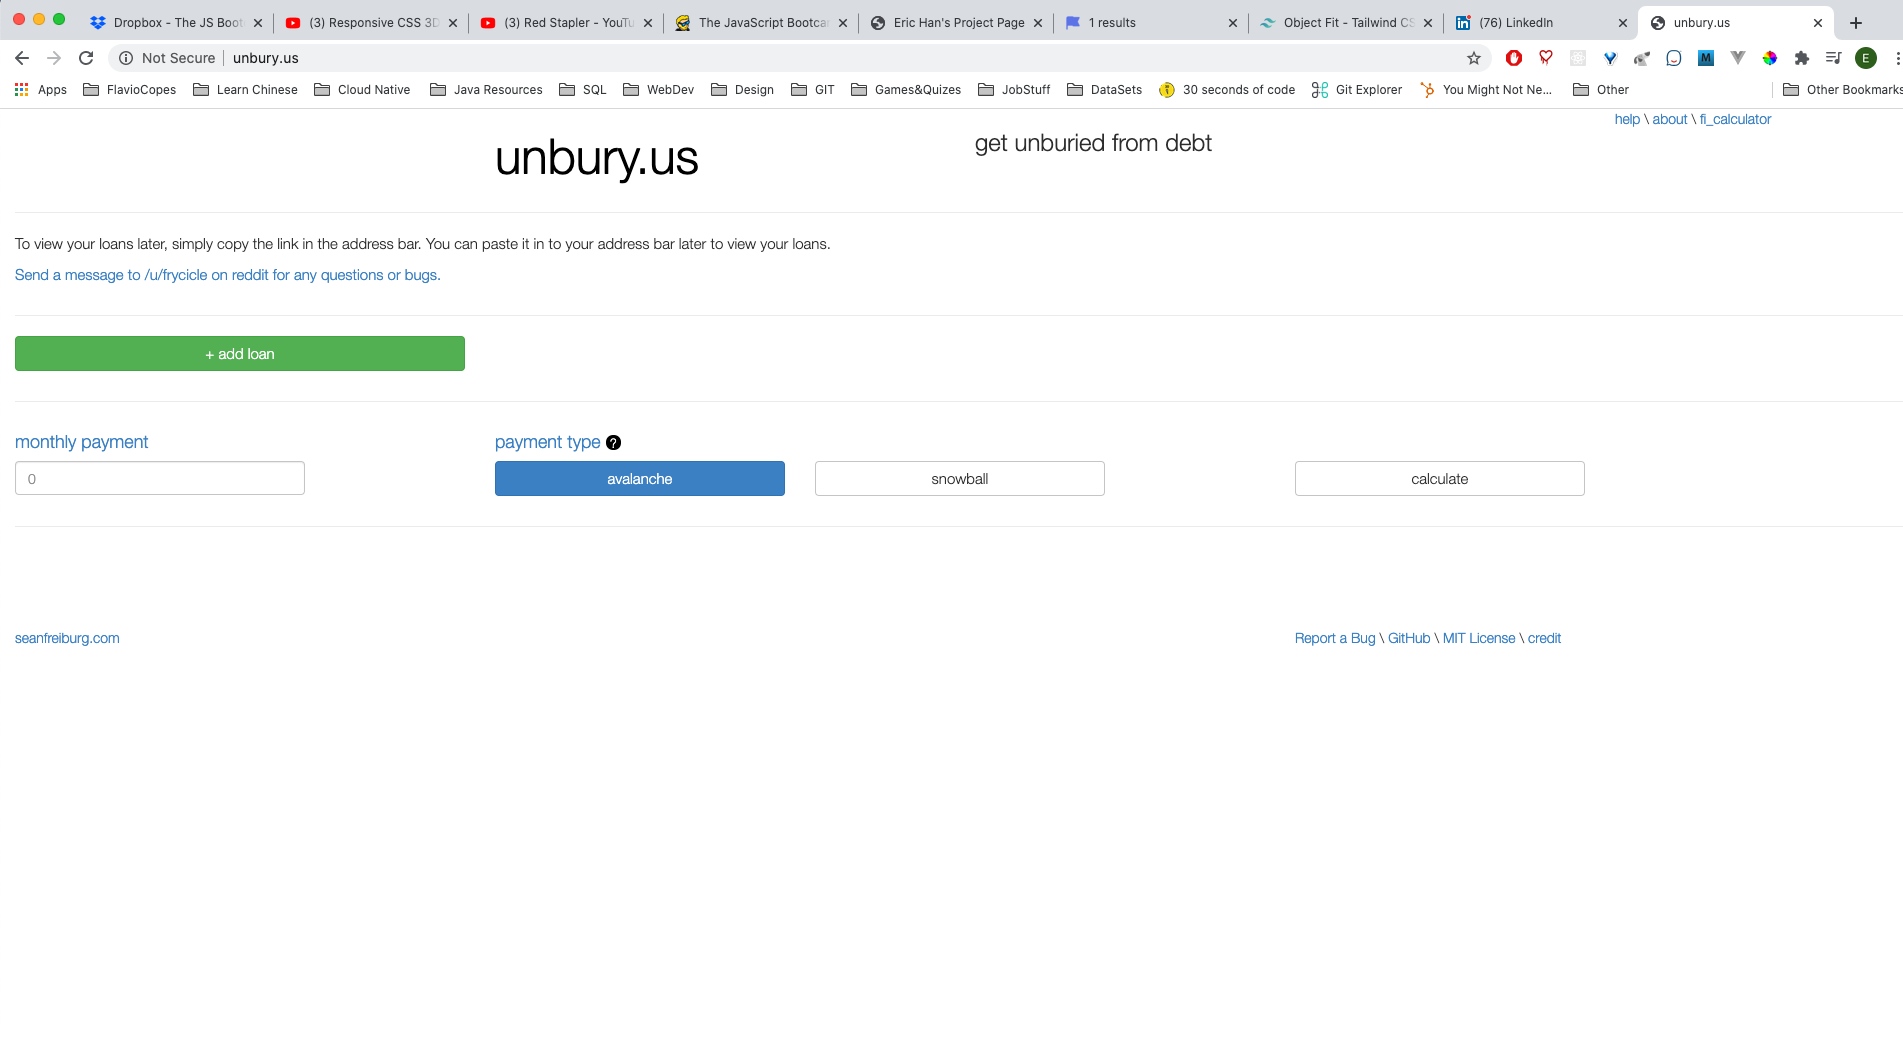 Dropbox - The JS Boot
(3) Responsive CSS 3D
(3) Red Stapler - YouTu
The JavaScript Bootcar
Eric Han's Project Page
1 results
Object Fit - Tailwind CS
(76) LinkedIn
unbury.us
Not Secure unbury.us
M
E
Apps FlavioCopes Learn Chinese Cloud Native Java Resources SQL WebDev Design GIT Games&Quizes JobStuff DataSets 30 seconds of code Git Explorer You Might Not Ne... Other Other Bookmarks
help \ about \ fi_calculator
unbury.us
get unburied from debt
To view your loans later, simply copy the link in the address bar. You can paste it in to your address bar later to view your loans.
Send a message to /u/frycicle on reddit for any questions or bugs.
+ add loan
monthly payment
payment type ?
0
avalanche
snowball
calculate
seanfreiburg.com
Report a Bug \ GitHub \ MIT License \ credit